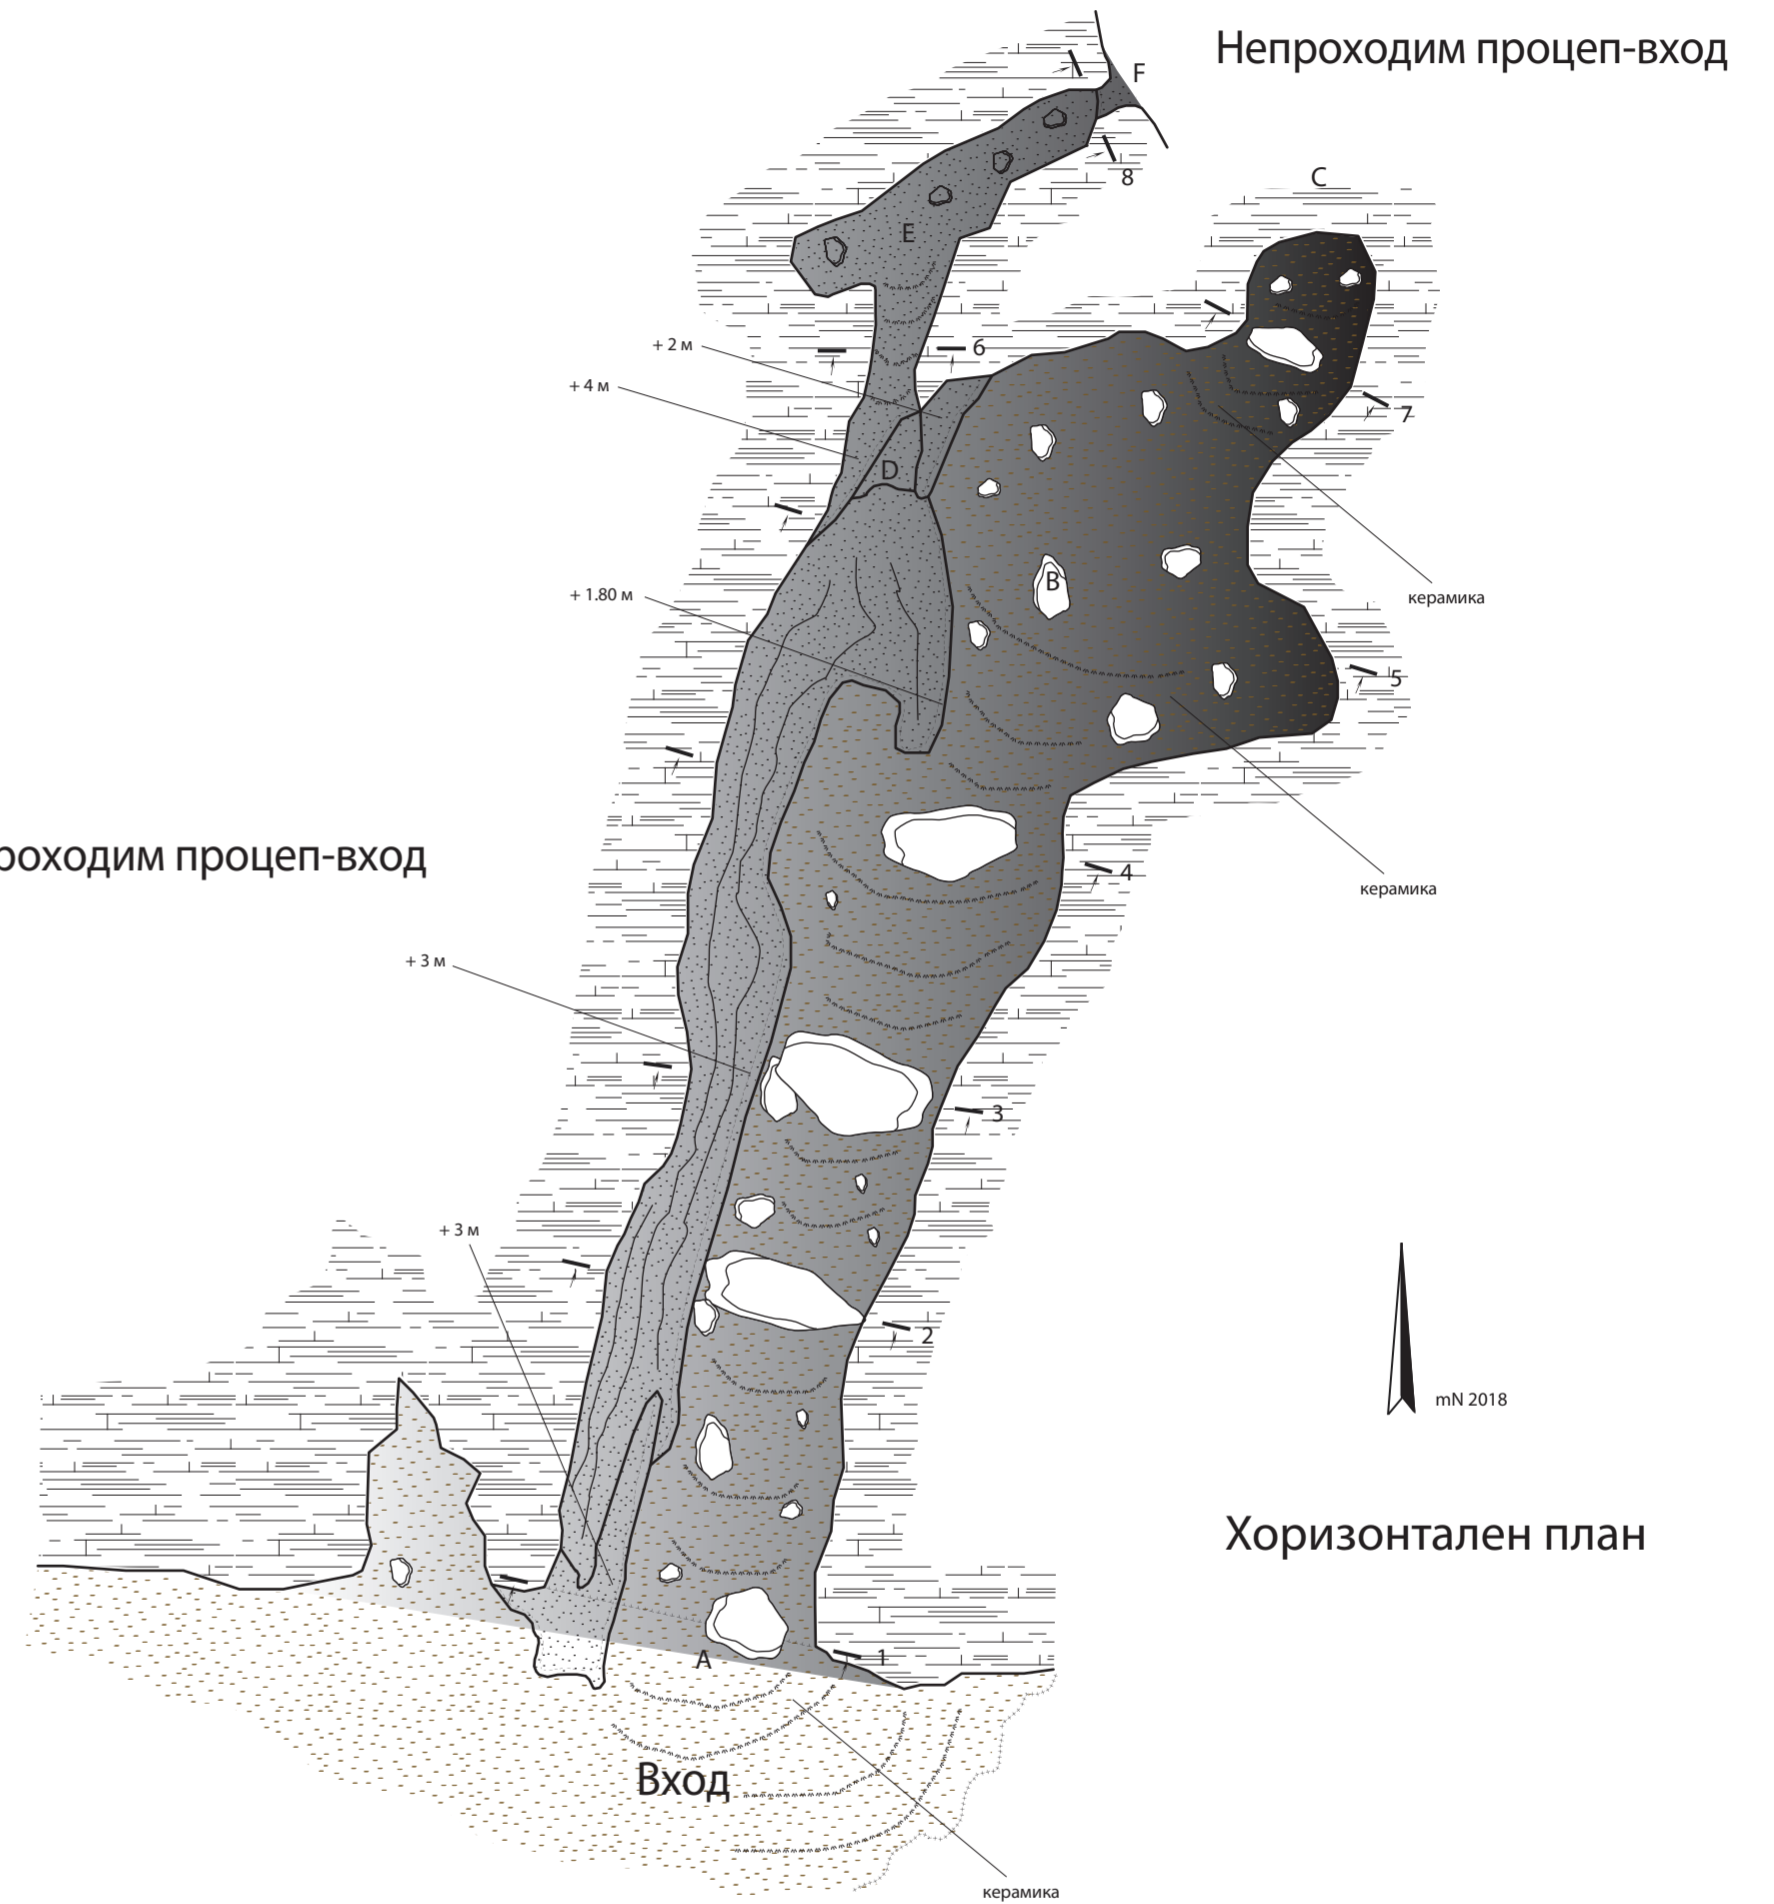 Непроходим процеп-вход
F
8
C
E
+ 2 м
6
+ 4 м
7
D
+ 1.80 м
B
керамика
5
роходим процеп-вход
4
керамика
+ 3 м
3
+ 3 м
2
mN 2018
Хоризонтален план
A
1
Вход
керамика